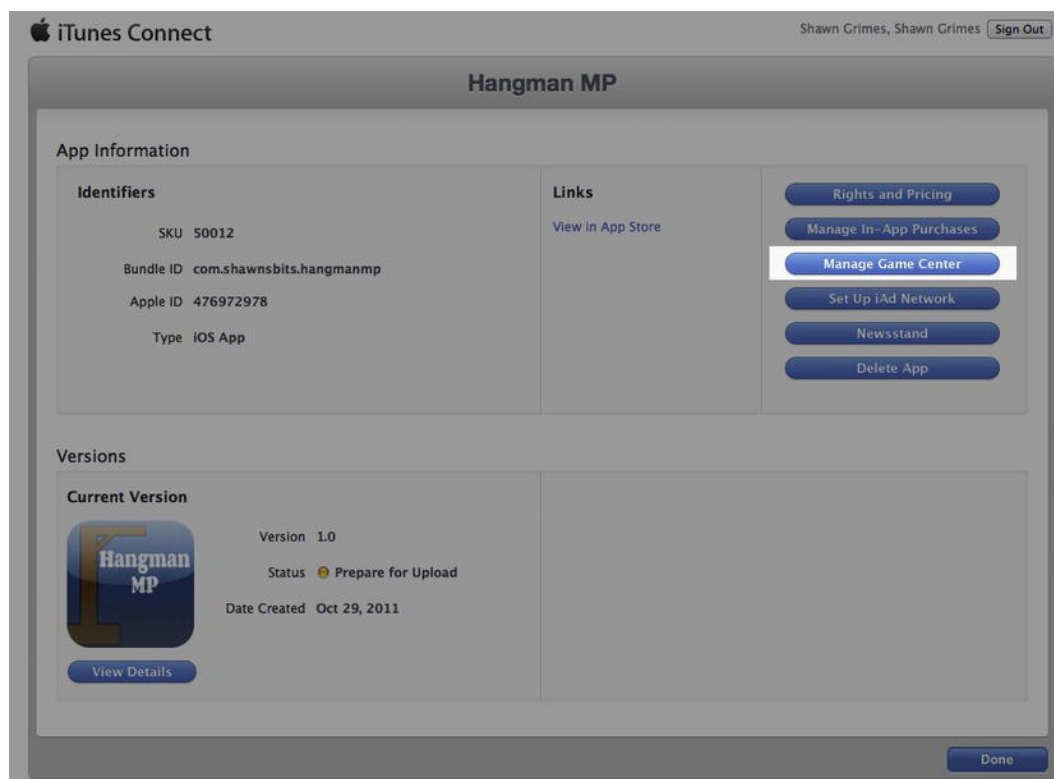 iTunes Connect
Shawn Grimes, Shawn Grimes Sign Out
Hangman MP
App Information
Identifiers
SKU 50012
Bundle ID com.shawnsbits.hangmanmp
Apple ID 476972978
Type iOS App
Links
View in App Store
Rights and Pricing
Manage In-App Purchases
Manage Game Center
Set Up iAd Network
Newsstand
Delete App
Versions
Current Version
Hangman
MP
Version 1.0
Status Prepare for Upload
Date Created Oct 29, 2011
View Details
Done